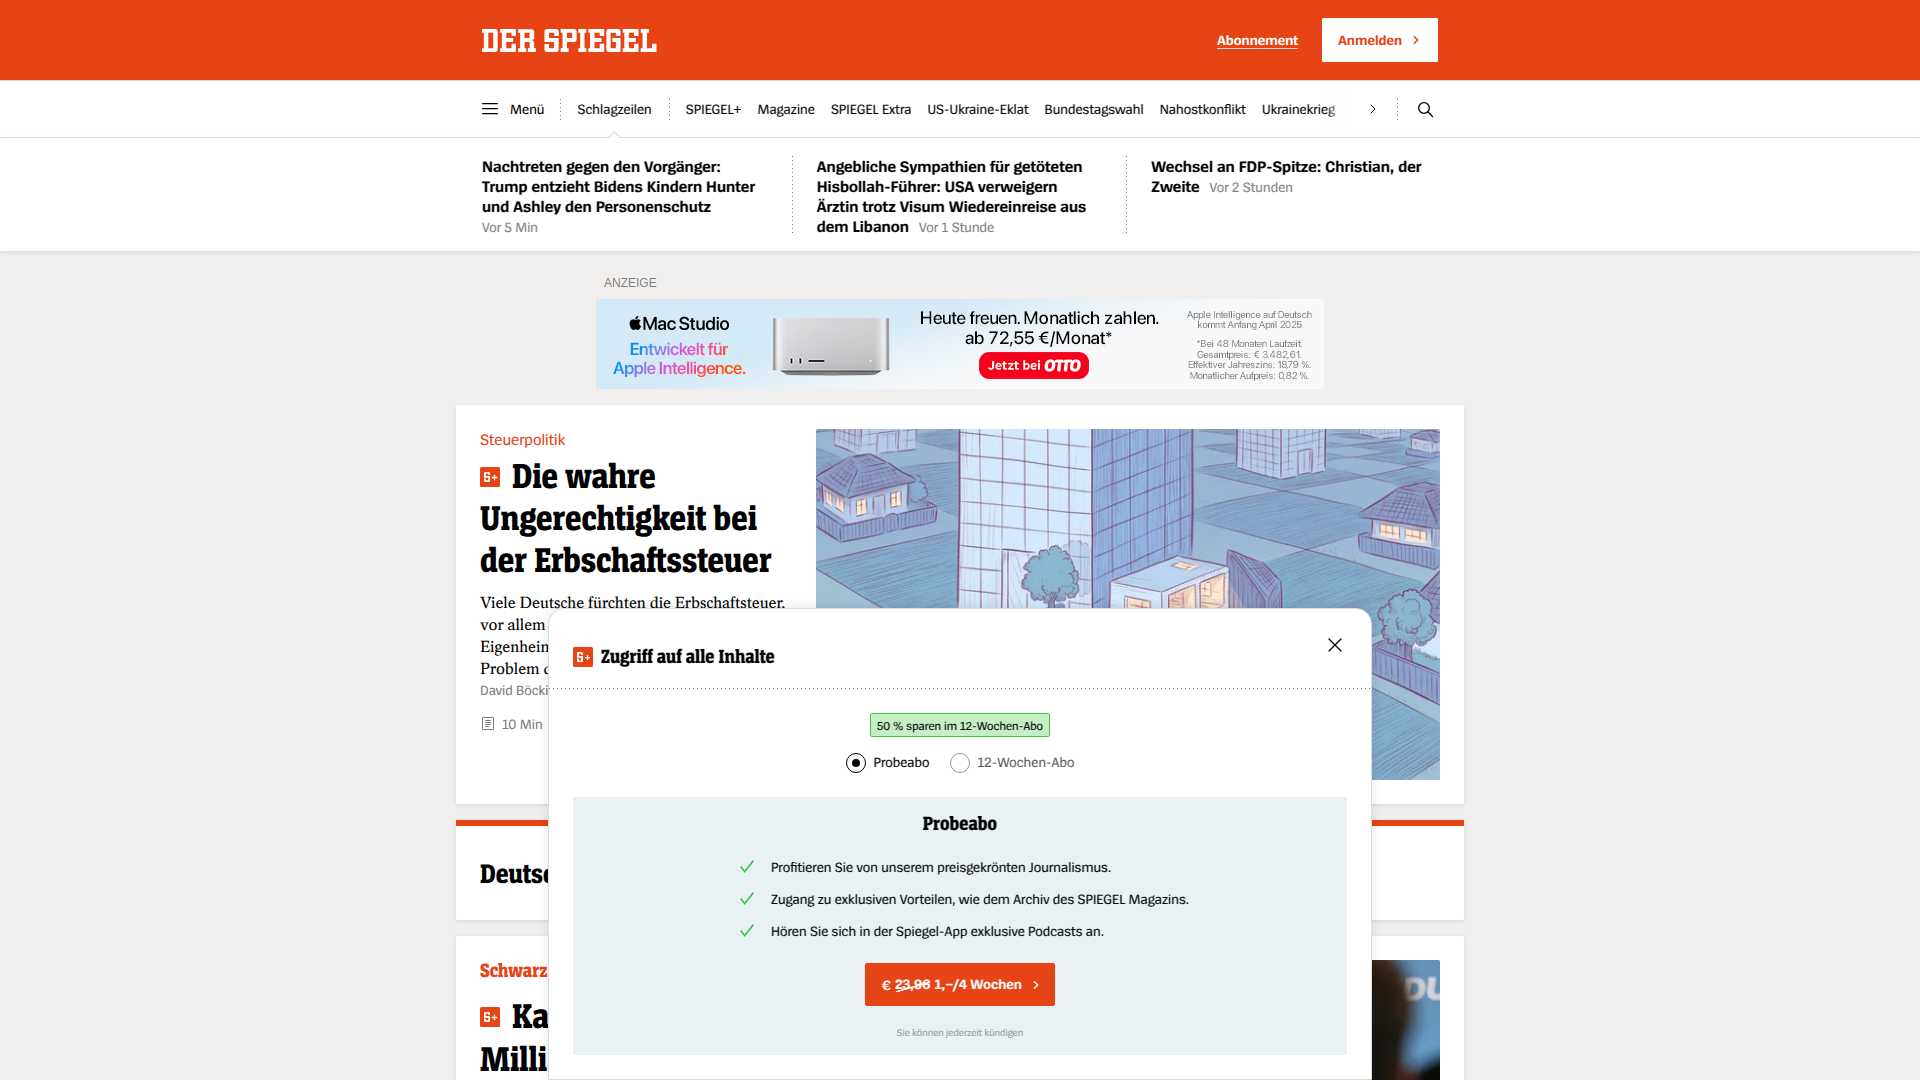 DER SPIEGEL
Abonnement
Anmelden
Menü
Schlagzeilen
SPIEGEL+
Magazine
SPIEGEL Extra
US-Ukraine-Eklat
Bundestagswahl
Nahostkonflikt
Ukrainekrieg
Nachtreten gegen den Vorgänger:
Trump entzieht Bidens Kindern Hunter
und Ashley den Personenschutz
Vor 5 Min
Angebliche Sympathien für getöteten
Hisbollah-Führer: USA verweigern
Ärztin trotz Visum Wiedereinreise aus
dem Libanon Vor 1 Stunde
Wechsel an FDP-Spitze: Christian, der
Zweite Vor 2 Stunden
ANZEIGE
Mac Studio
Entwickelt für
Apple Intelligence.
Heute freuen. Monatlich zahlen.
ab 72,55 €/Monat*
Jetzt bei OTTO
Apple Intelligence auf Deutsch
kommt Anfang April 2025
*Bei 48 Monaten Laufzeit.
Gesamtpreis: € 3.482,61.
Effektiver Jahreszins: 18,79 %.
Monatlicher Aufpreis: 0,82 %.
Steuerpolitik
Die wahre
Ungerechtigkeit bei
der Erbschaftssteuer
Viele Deutsche fürchten die Erbschaftsteuer,
vor allem
Eigenhein
Problem
David Böcki
10 Min
Zugriff auf alle Inhalte
50 % sparen im 12-Wochen-Abo
Probeabo
12-Wochen-Abo
Probeabo
Profitieren Sie von unserem preisgekrönten Journalismus.
Zugang zu exklusiven Vorteilen, wie dem Archiv des SPIEGEL Magazins.
Hören Sie sich in der Spiegel-App exklusive Podcasts an.
€ 23,96 1,–/4 Wochen
Sie können jederzeit kündigen
Deutsc
Schwarz
Ka
Milli